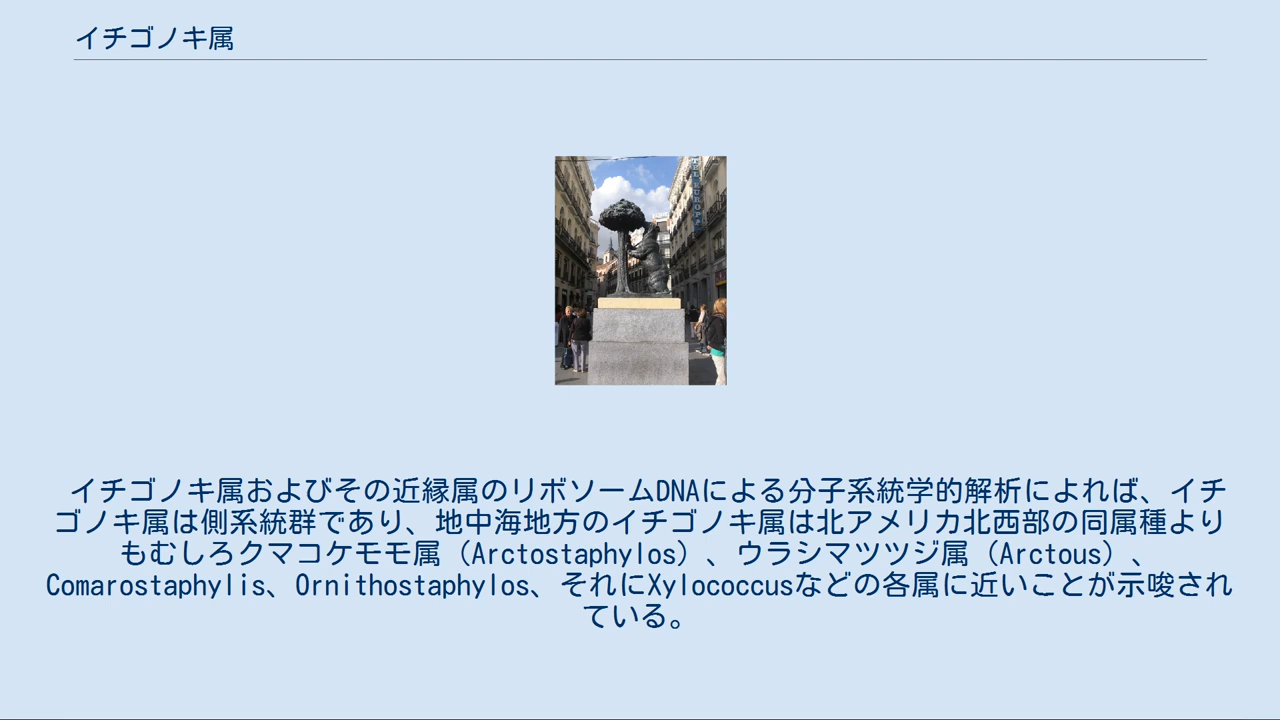 イチゴノキ属
イチゴノキ属およびその近縁属のリボソームDNAによる分子系統学的解析によれば、イチ
ゴノキ属は側系統群であり、地中海地方のイチゴノキ属は北アメリカ北西部の同属種より
もむしろクマコケモモ属（Arctostaphylos）、ウラシマツツジ属（Arctous）、
Comarostaphylis、Ornithostaphylos、それにXylococcusなどの各属に近いことが示唆され
ている。